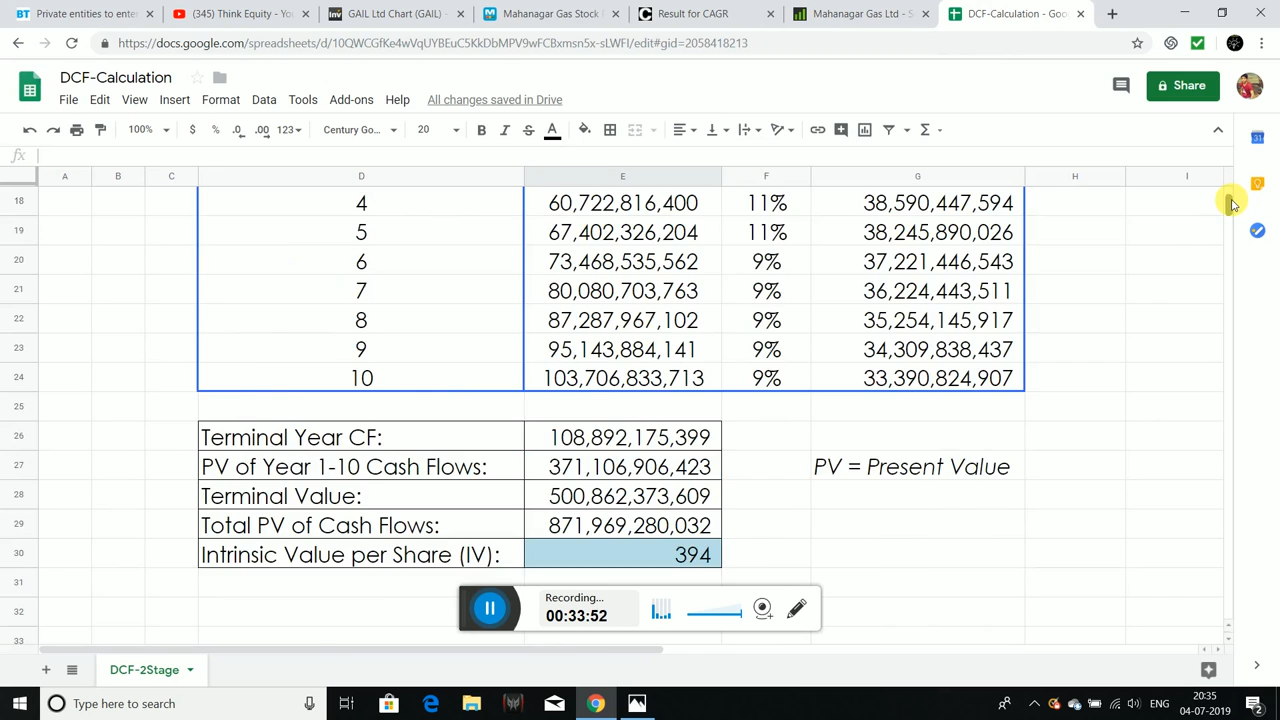 Private entities to enter
(345) Think Equity - Yo
GAIL Ltd Chart (GAIL)
Mahanagar Gas Stock
Result for CAGR
Mahanagar Gas Ltd - S
DCF-Calculation - Goo
https://docs.google.com/spreadsheets/d/10QWCGfKe4wVqUYBEuC5KkDhMPV9wFCBxmsn5x-sLWFI/edit#gid=2058418213
DCF-Calculation
File Edit View Insert Format Data Tools Add-ons Help All changes saved in Drive
Share
100% $ % .0 .00 123 Century Go... 20 B I S A
fx
A B C D E F G H I
18 4 60,722,816,400 11% 38,590,447,594
19 5 67,402,326,204 11% 38,245,890,026
20 6 73,468,535,562 9% 37,221,446,543
21 7 80,080,703,763 9% 36,224,443,511
22 8 87,287,967,102 9% 35,254,145,917
23 9 95,143,884,141 9% 34,309,838,437
24 10 103,706,833,713 9% 33,390,824,907
25
26 Terminal Year CF: 108,892,175,399
27 PV of Year 1-10 Cash Flows: 371,106,906,423 PV = Present Value
28 Terminal Value: 500,862,373,609
29 Total PV of Cash Flows: 871,969,280,032
30 Intrinsic Value per Share (IV): 394
31
32
33
Recording...
00:33:52
DCF-2Stage
Type here to search
ENG
20:35
04-07-2019
2